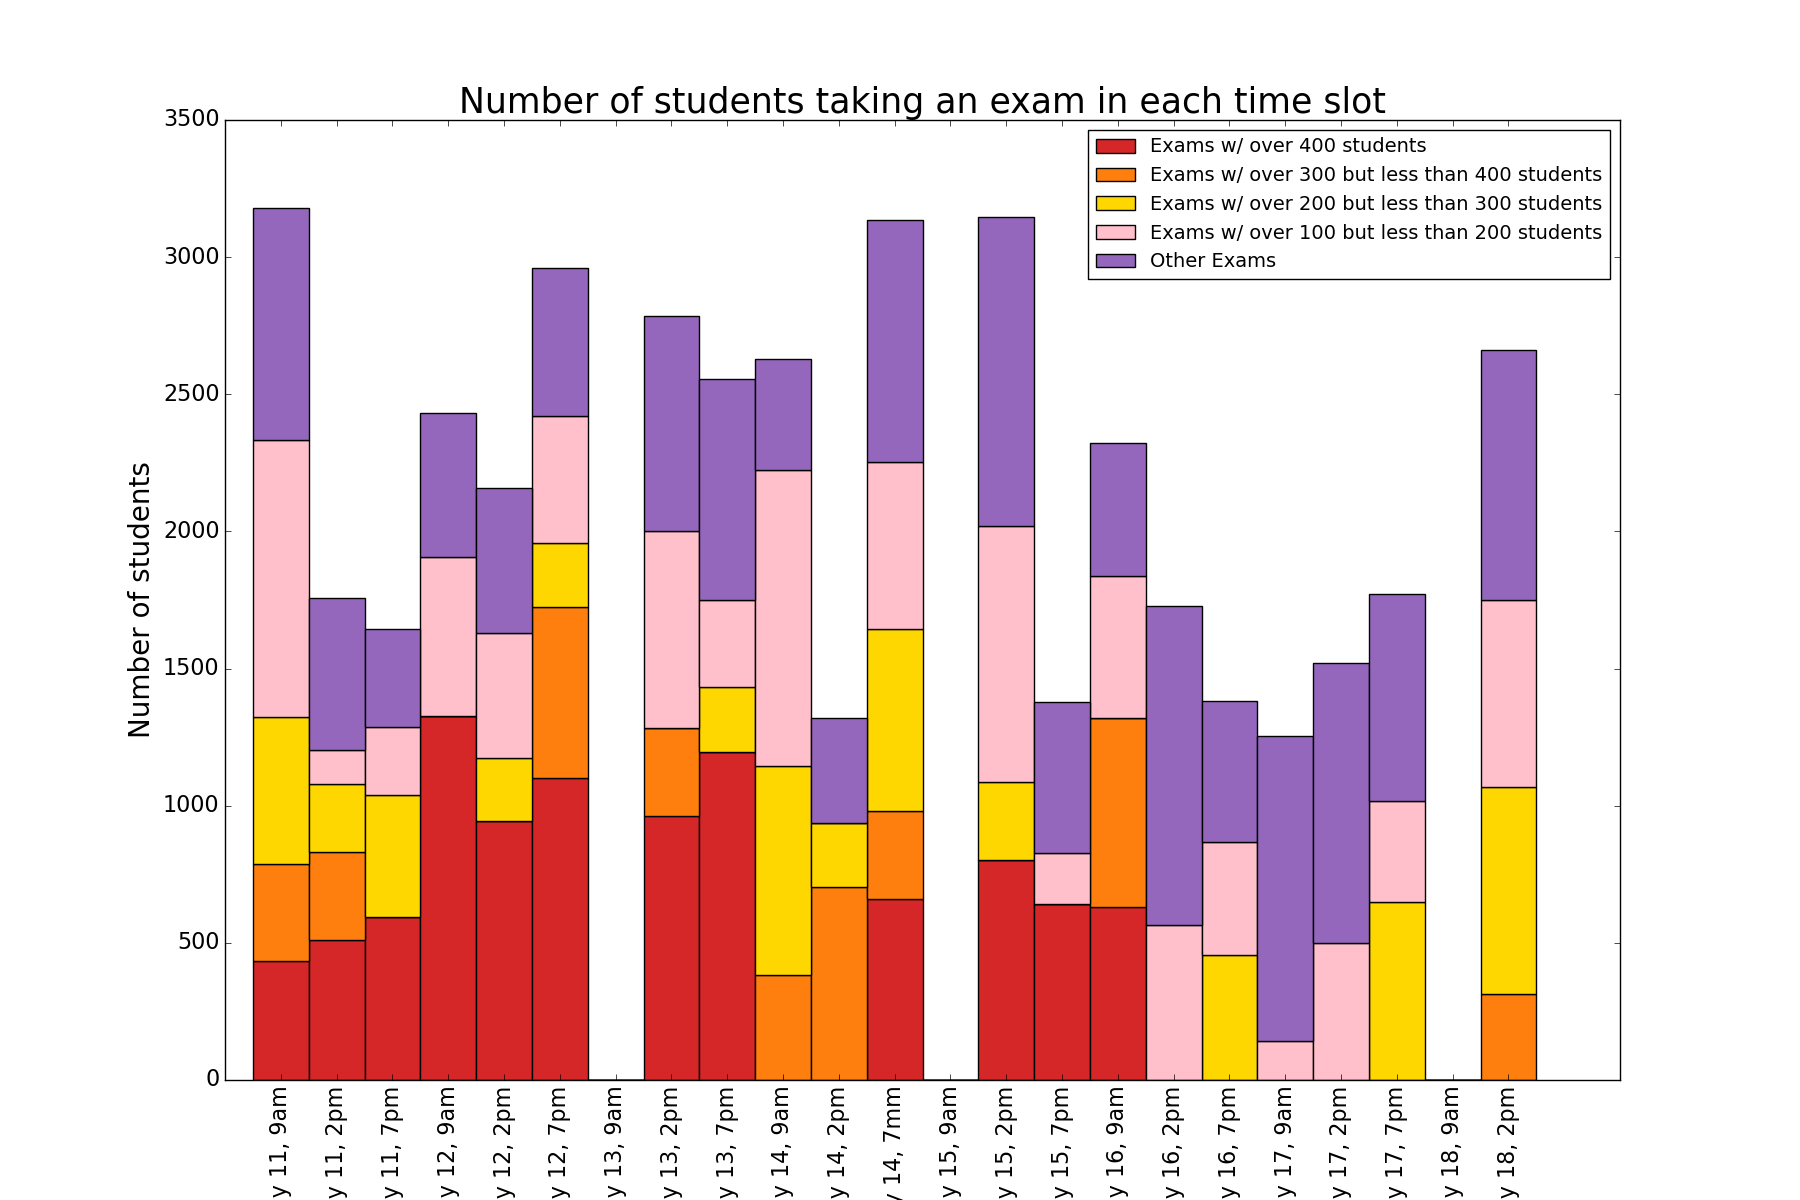 Number of students taking an exam in each time slot
Number of students
3500
3000
2500
2000
1500
1000
500
0
Exams w/ over 400 students
Exams w/ over 300 but less than 400 students
Exams w/ over 200 but less than 300 students
Exams w/ over 100 but less than 200 students
Other Exams
y 11, 9am
y 11, 2pm
y 11, 7pm
y 12, 9am
y 12, 2pm
y 12, 7pm
y 13, 9am
y 13, 2pm
y 13, 7pm
y 14, 9am
y 14, 2pm
y 14, 7mm
y 15, 9am
y 15, 2pm
y 15, 7pm
y 16, 9am
y 16, 2pm
y 16, 7pm
y 17, 9am
y 17, 2pm
y 17, 7pm
y 18, 9am
y 18, 2pm